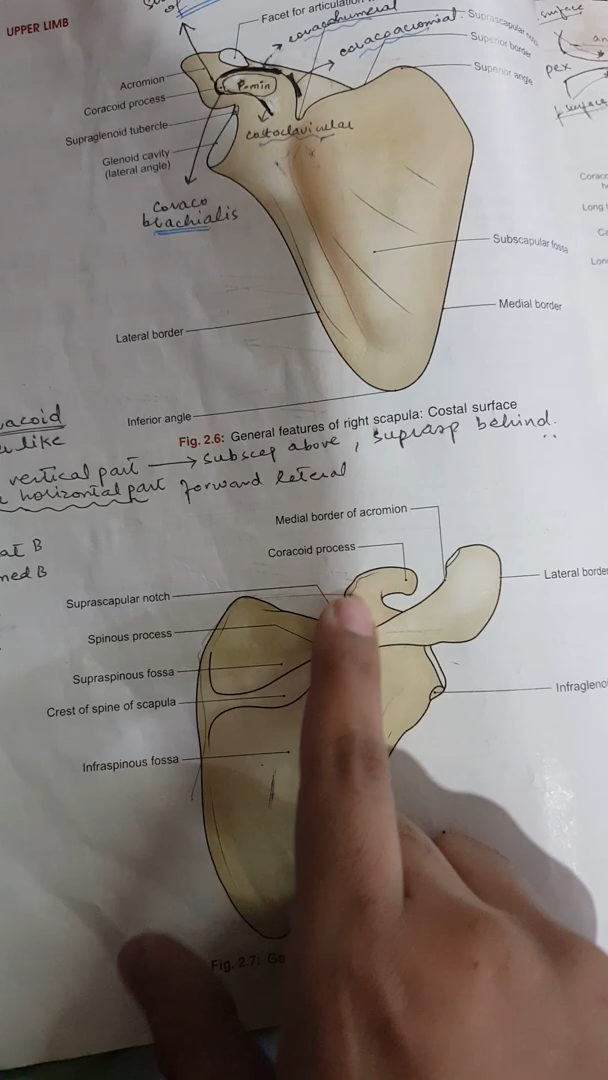 UPPER LIMB
Facet for articulation
coracohumeral
coracoacromial.
Suprascapular
Superior border
Superior angle
surface
pex
Acromion
Coracoid process
Supraglenoid tubercle
Glenoid cavity
(lateral angle)
P.min
costoclavicular
Coraco
brachialis
Subscapular fossa
Medial border
Lateral border
Inferior angle
Fig. 2.6: General features of right scapula: Costal surface
like
vertical part → subscap above, suprasp behind.
horizontal part forward lateral
at B
ned B
Medial border of acromion
Coracoid process
Lateral border
Suprascapular notch
Spinous process
Supraspinous fossa
Crest of spine of scapula
Infragleno
Infraspinous fossa
Fig. 2.7: Ge